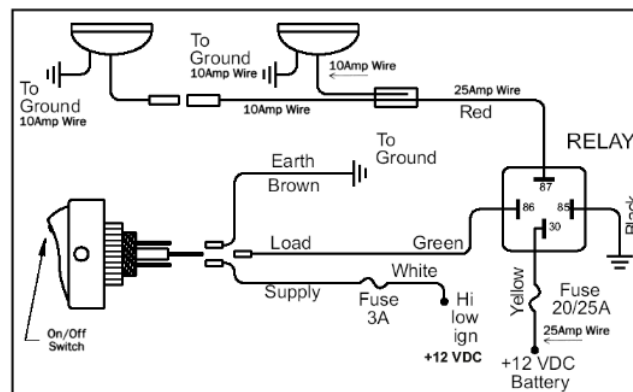 To
Ground
10Amp Wire
To
Ground
10Amp Wire
10Amp Wire
10Amp Wire
25Amp Wire
Red
RELAY
87
86
85
30
Earth
Brown
To
Ground
Load
Green
Black
Supply
Fuse
3A
White
Hi
low
ign
+12 VDC
Yellow
Fuse
20/25A
25Amp Wire
+12 VDC
Battery
On/Off
Switch